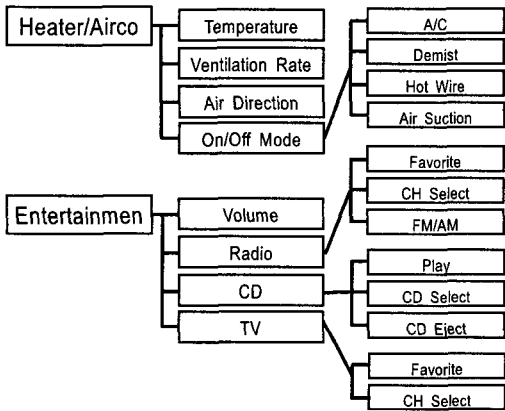 Heater/Airco
Temperature
Ventilation Rate
Air Direction
On/Off Mode
A/C
Demist
Hot Wire
Air Suction
Entertainmen
Volume
Radio
CD
TV
Favorite
CH Select
FM/AM
Play
CD Select
CD Eject
Favorite
CH Select